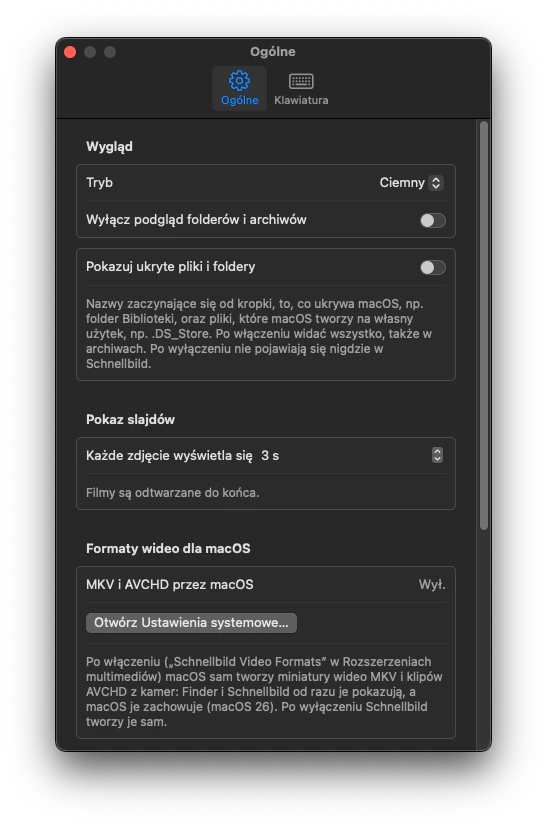 Ogólne
Ogólne
Klawiatura
Wygląd
Tryb
Ciemny
Wyłącz podgląd folderów i archiwów
Pokazuj ukryte pliki i foldery
Nazwy zaczynające się od kropki, to, co ukrywa macOS, np.
folder Biblioteki, oraz pliki, które macOS tworzy na własny
użytek, np. .DS_Store. Po włączeniu widać wszystko, także w
archiwach. Po wyłączeniu nie pojawiają się nigdzie w
Schnellbild.
Pokaz slajdów
Każde zdjęcie wyświetla się 3 s
Filmy są odtwarzane do końca.
Formaty wideo dla macOS
MKV i AVCHD przez macOS
Wył.
Otwórz Ustawienia systemowe...
Po włączeniu („Schnellbild Video Formats” w Rozszerzeniach
multimediów) macOS sam tworzy miniatury wideo MKV i klipów
AVCHD z kamer: Finder i Schnellbild od razu je pokazują, a
macOS je zachowuje (macOS 26). Po wyłączeniu Schnellbild
tworzy je sam.